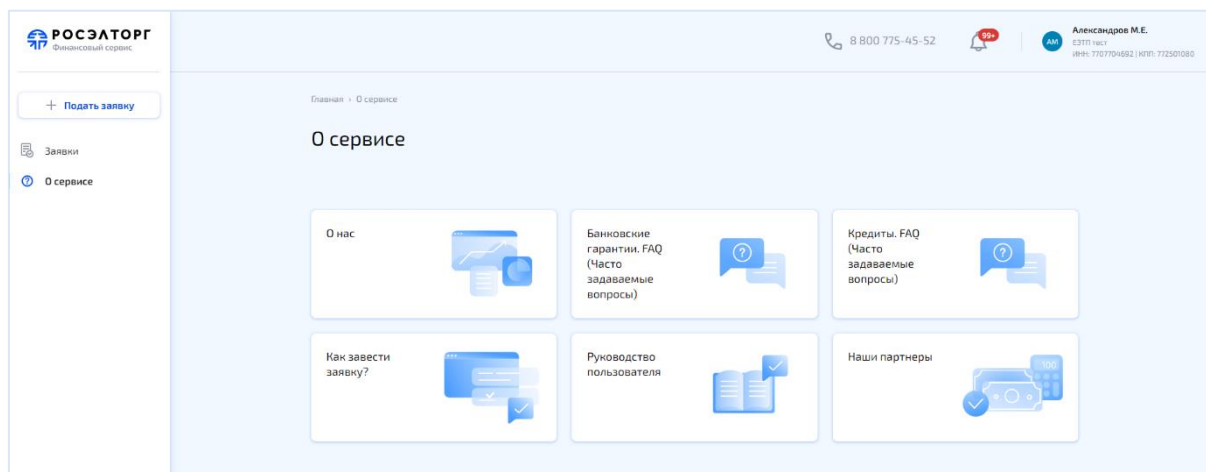 РОСЭЛТОРГ
Финансовый сервис
8 800 775-45-52
99+
АМ
Александров М.Е.
ЕЭТП тест
ИНН: 7707704692 | КПП: 772501080
+ Подать заявку
Заявки
О сервисе
Главная › О сервисе
О сервисе
О нас
Банковские
гарантии. FAQ
(Часто
задаваемые
вопросы)
Кредиты. FAQ
(Часто
задаваемые
вопросы)
Как завести
заявку?
Руководство
пользователя
Наши партнеры
100